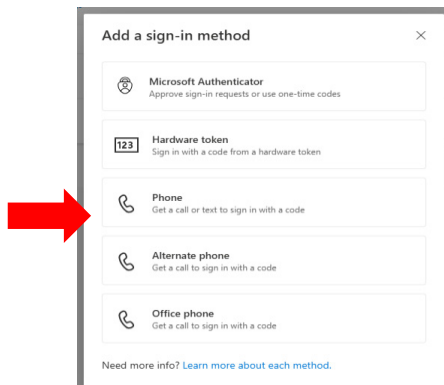 Add a sign-in method
Microsoft Authenticator
Approve sign-in requests or use one-time codes
123
Hardware token
Sign in with a code from a hardware token
Phone
Get a call or text to sign in with a code
Alternate phone
Get a call to sign in with a code
Office phone
Get a call to sign in with a code
Need more info? Learn more about each method.